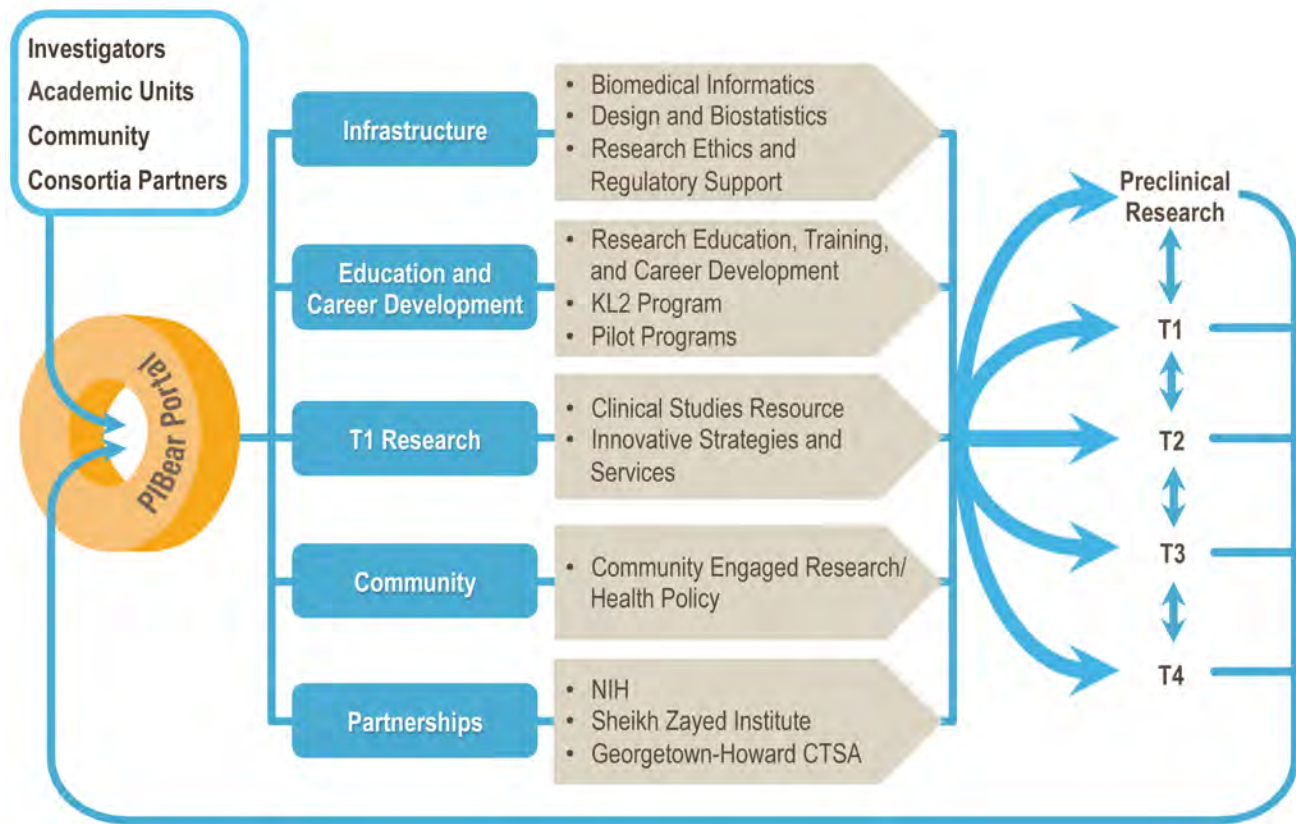 Investigators
Academic Units
Community
Consortia Partners
PIBear Portal
Infrastructure
• Biomedical Informatics
• Design and Biostatistics
• Research Ethics and
Regulatory Support
Education and
Career Development
• Research Education, Training,
and Career Development
• KL2 Program
• Pilot Programs
T1 Research
• Clinical Studies Resource
• Innovative Strategies and
Services
Community
• Community Engaged Research/
Health Policy
Partnerships
• NIH
• Sheikh Zayed Institute
• Georgetown-Howard CTSA
Preclinical
Research
T1
T2
T3
T4